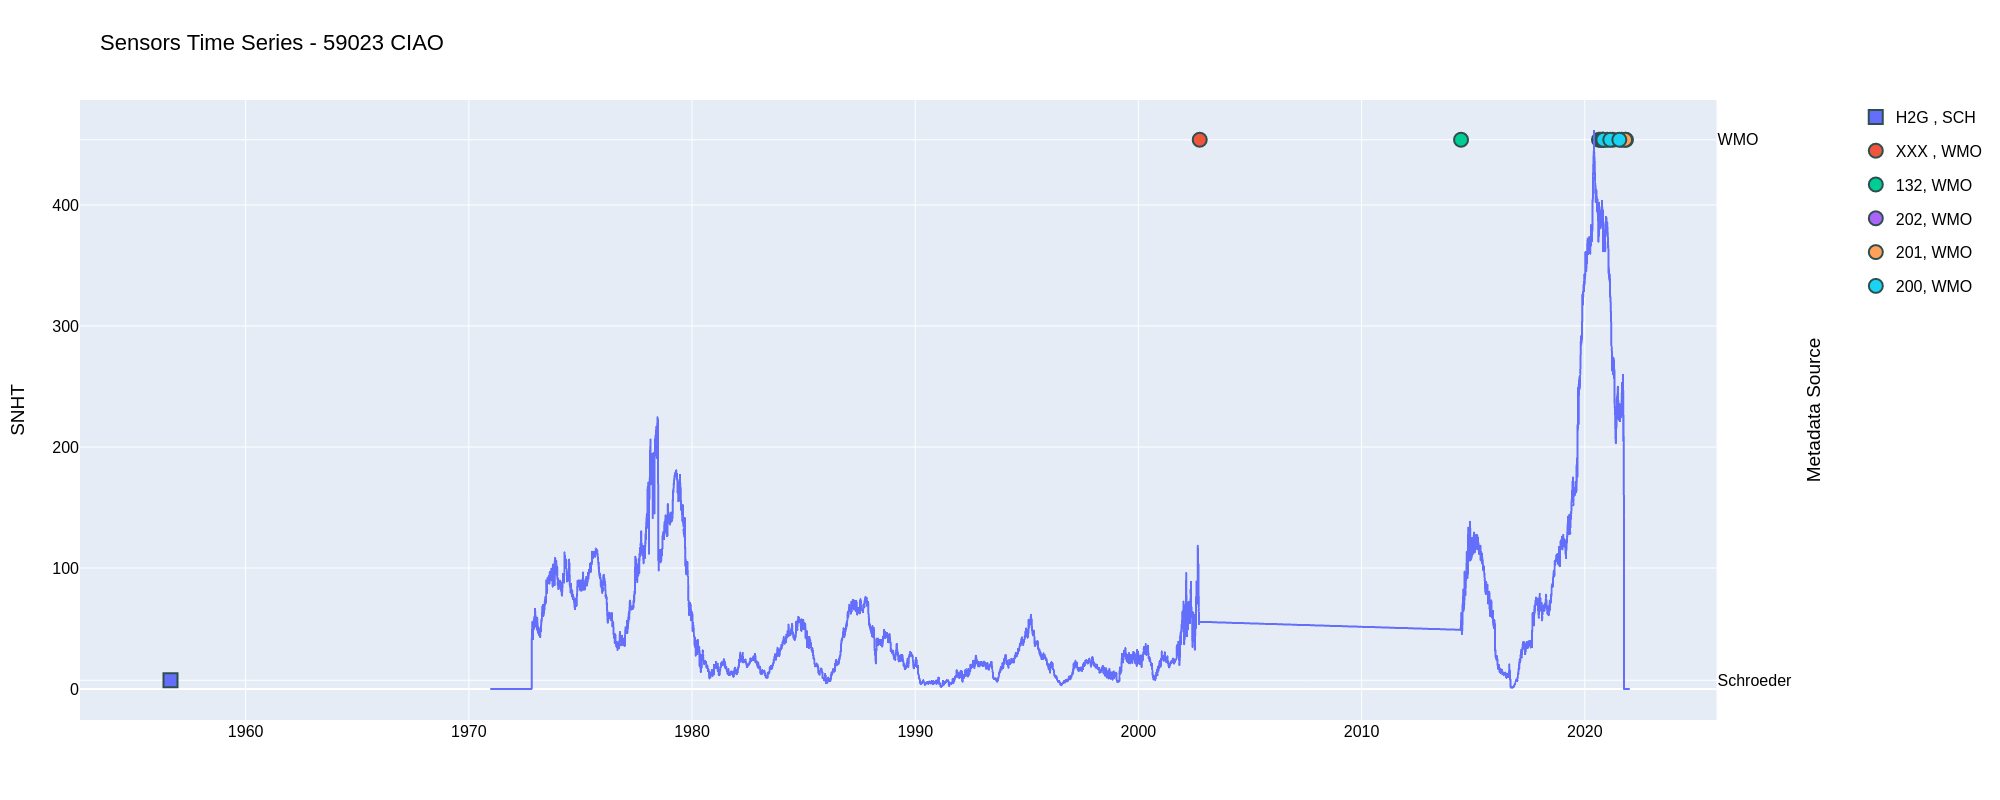 Sensors Time Series - 59023 CIAO
H2G , SCH
XXX , WMO
132, WMO
202, WMO
201, WMO
200, WMO
WMO
Schroeder
Metadata Source
SNHT
400
300
200
100
0
1960
1970
1980
1990
2000
2010
2020